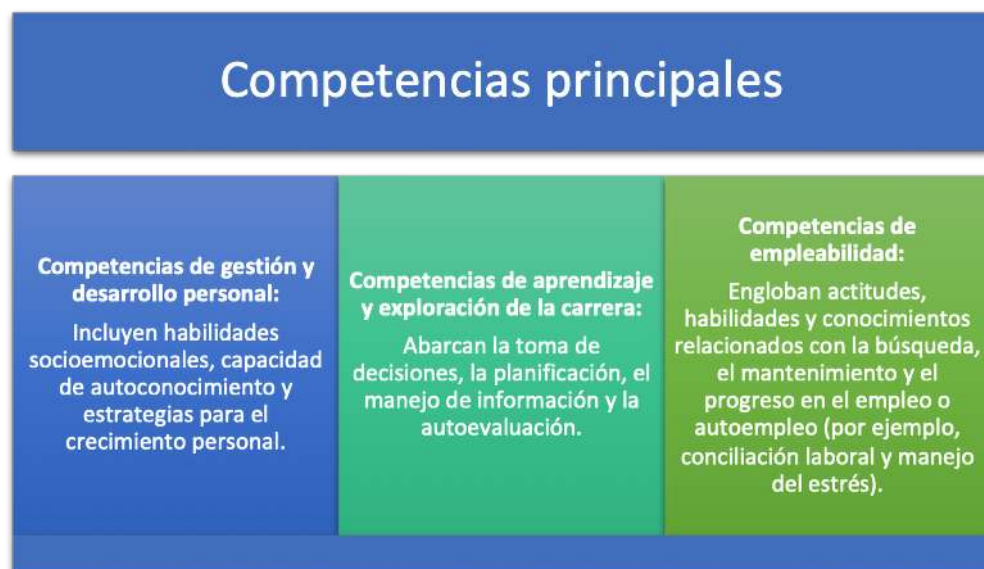 Competencias principales
Competencias de gestión y
desarrollo personal:
Incluyen habilidades
socioemocionales, capacidad
de autoconocimiento y
estrategias para el
crecimiento personal.
Competencias de aprendizaje
y exploración de la carrera:
Abarcan la toma de
decisiones, la planificación, el
manejo de información y la
autoevaluación.
Competencias de
empleabilidad:
Engloban actitudes,
habilidades y conocimientos
relacionados con la búsqueda,
el mantenimiento y el
progreso en el empleo o
autoempleo (por ejemplo,
conciliación laboral y manejo
del estrés).